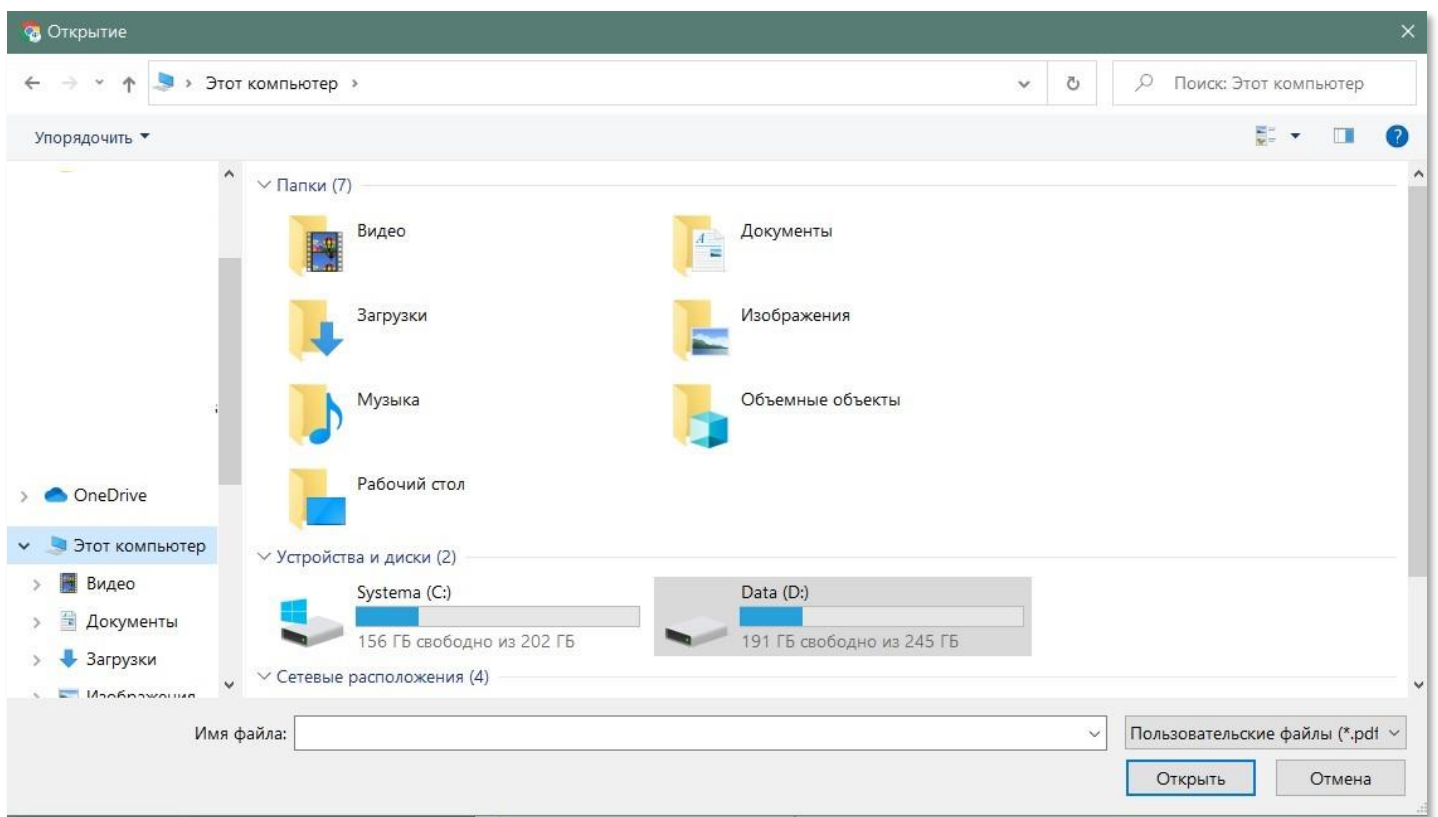 Открытие
Этот компьютер
Поиск: Этот компьютер
Упорядочить
Папки (7)
Видео
Документы
Загрузки
Изображения
Музыка
Объемные объекты
Рабочий стол
OneDrive
Этот компьютер
Видео
Документы
Загрузки
Изображения
Устройства и диски (2)
Systema (C:)
156 ГБ свободно из 202 ГБ
Data (D:)
191 ГБ свободно из 245 ГБ
Сетевые расположения (4)
Имя файла:
Пользовательские файлы (*.pdf
Открыть
Отмена